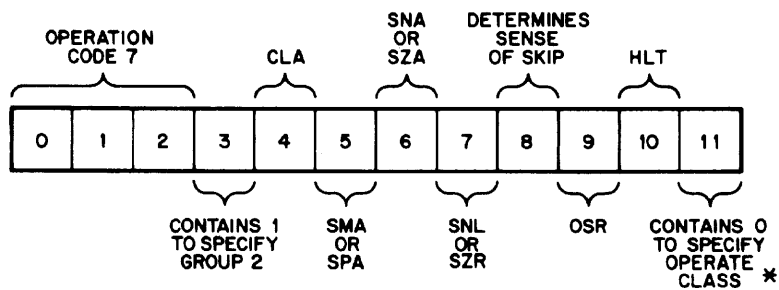 OPERATION
CODE 7
CLA
SNA
OR
SZA
DETERMINES
SENSE
OF SKIP
HLT
0 1 2 3 4 5 6 7 8 9 10 11
CONTAINS 1
TO SPECIFY
GROUP 2
SMA
OR
SPA
SNL
OR
SZR
OSR
CONTAINS 0
TO SPECIFY
OPERATE
CLASS *